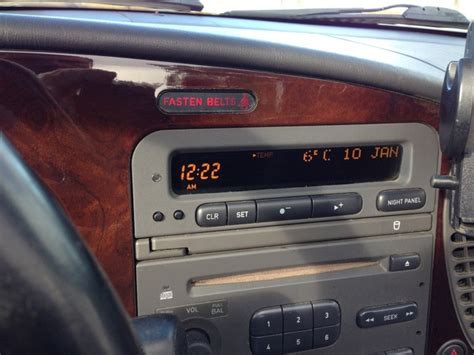 FASTEN BELTS
TEMP 6°C 10 JAN
12:22
AM
CLR SET - + NIGHT PANEL
VOL BAL
1 2 3
4 5 6
SEEK